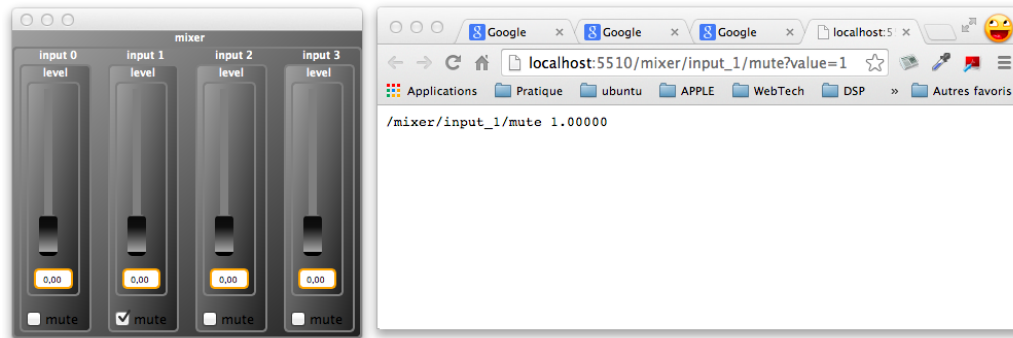 mixer
input 0 input 1 input 2 input 3
level level level level
0,00 0,00 0,00 0,00
mute mute mute mute
Google × Google × Google × localhost:5 ×
localhost:5510/mixer/input_1/mute?value=1
Applications Pratique ubuntu APPLE WebTech DSP » Autres favoris
/mixer/input_1/mute 1.00000